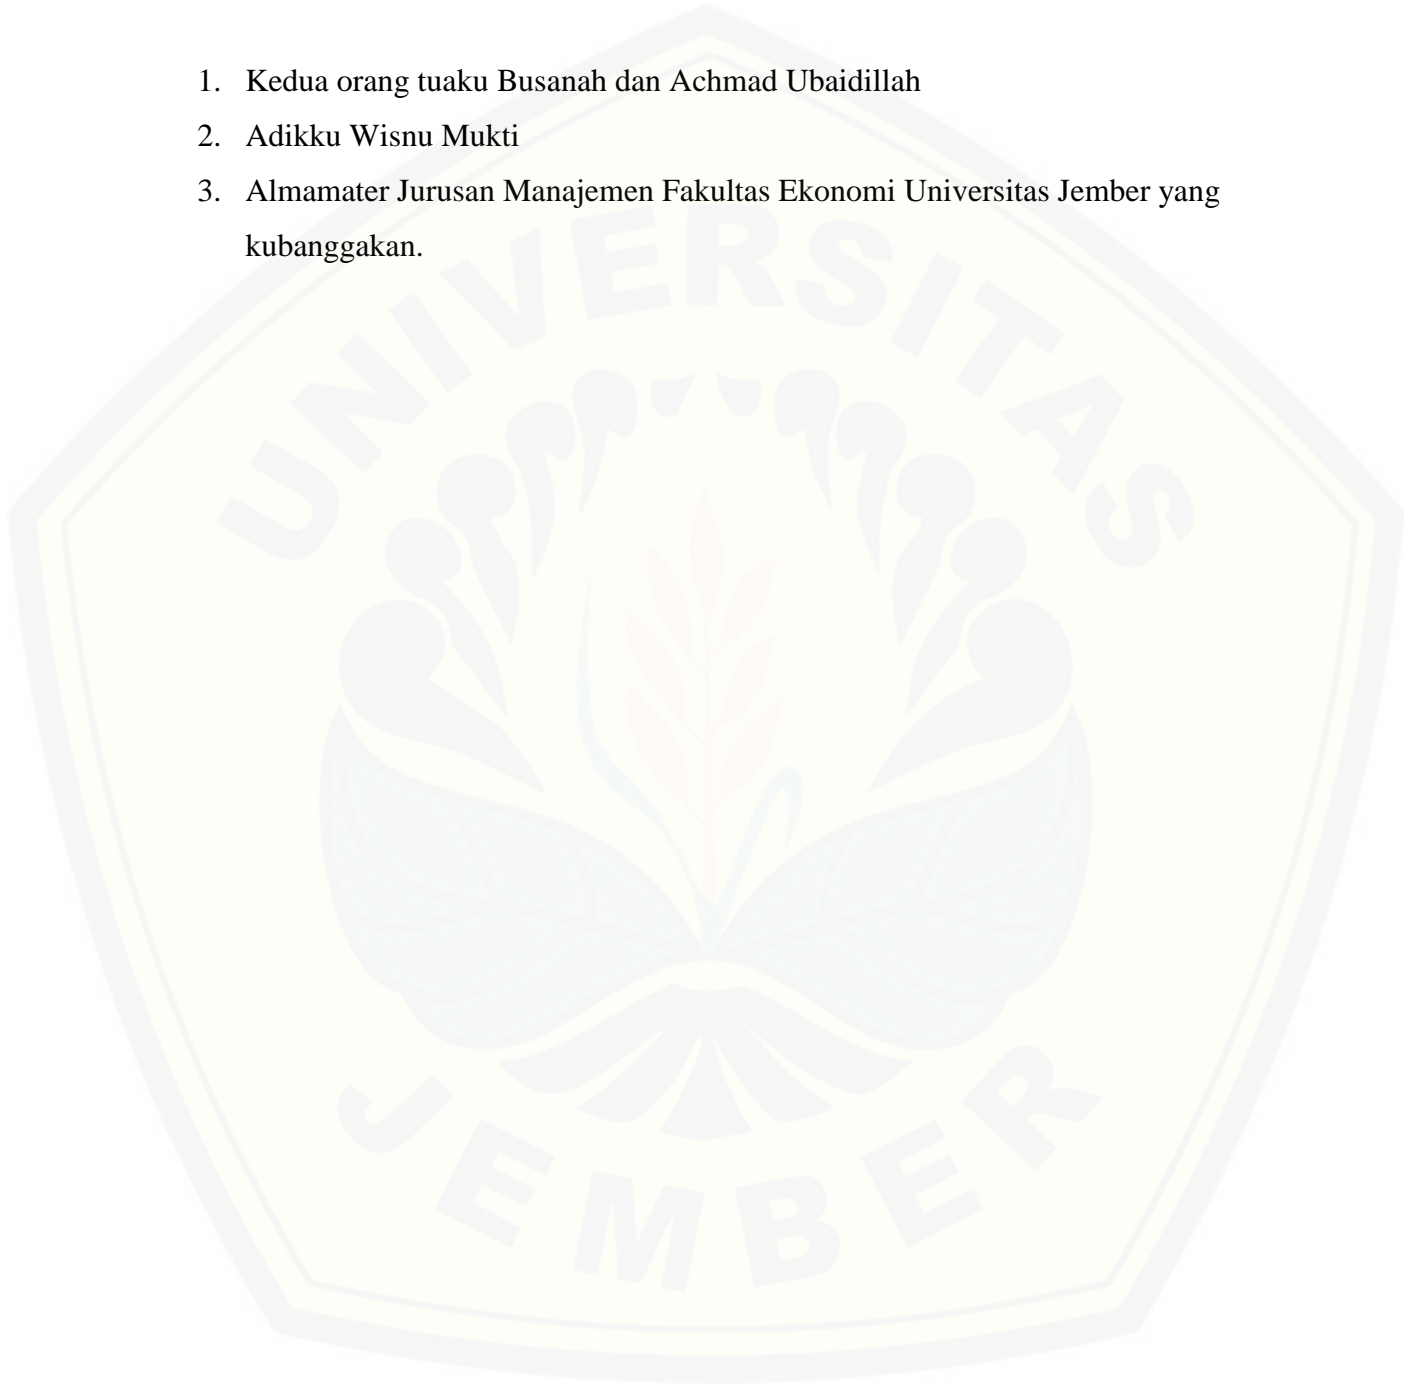 1. Kedua orang tuaku Busanah dan Achmad Ubaidillah
2. Adikku Wisnu Mukti
3. Almamater Jurusan Manajemen Fakultas Ekonomi Universitas Jember yang
kubanggakan.
UNIVERSITAS
JEMBER